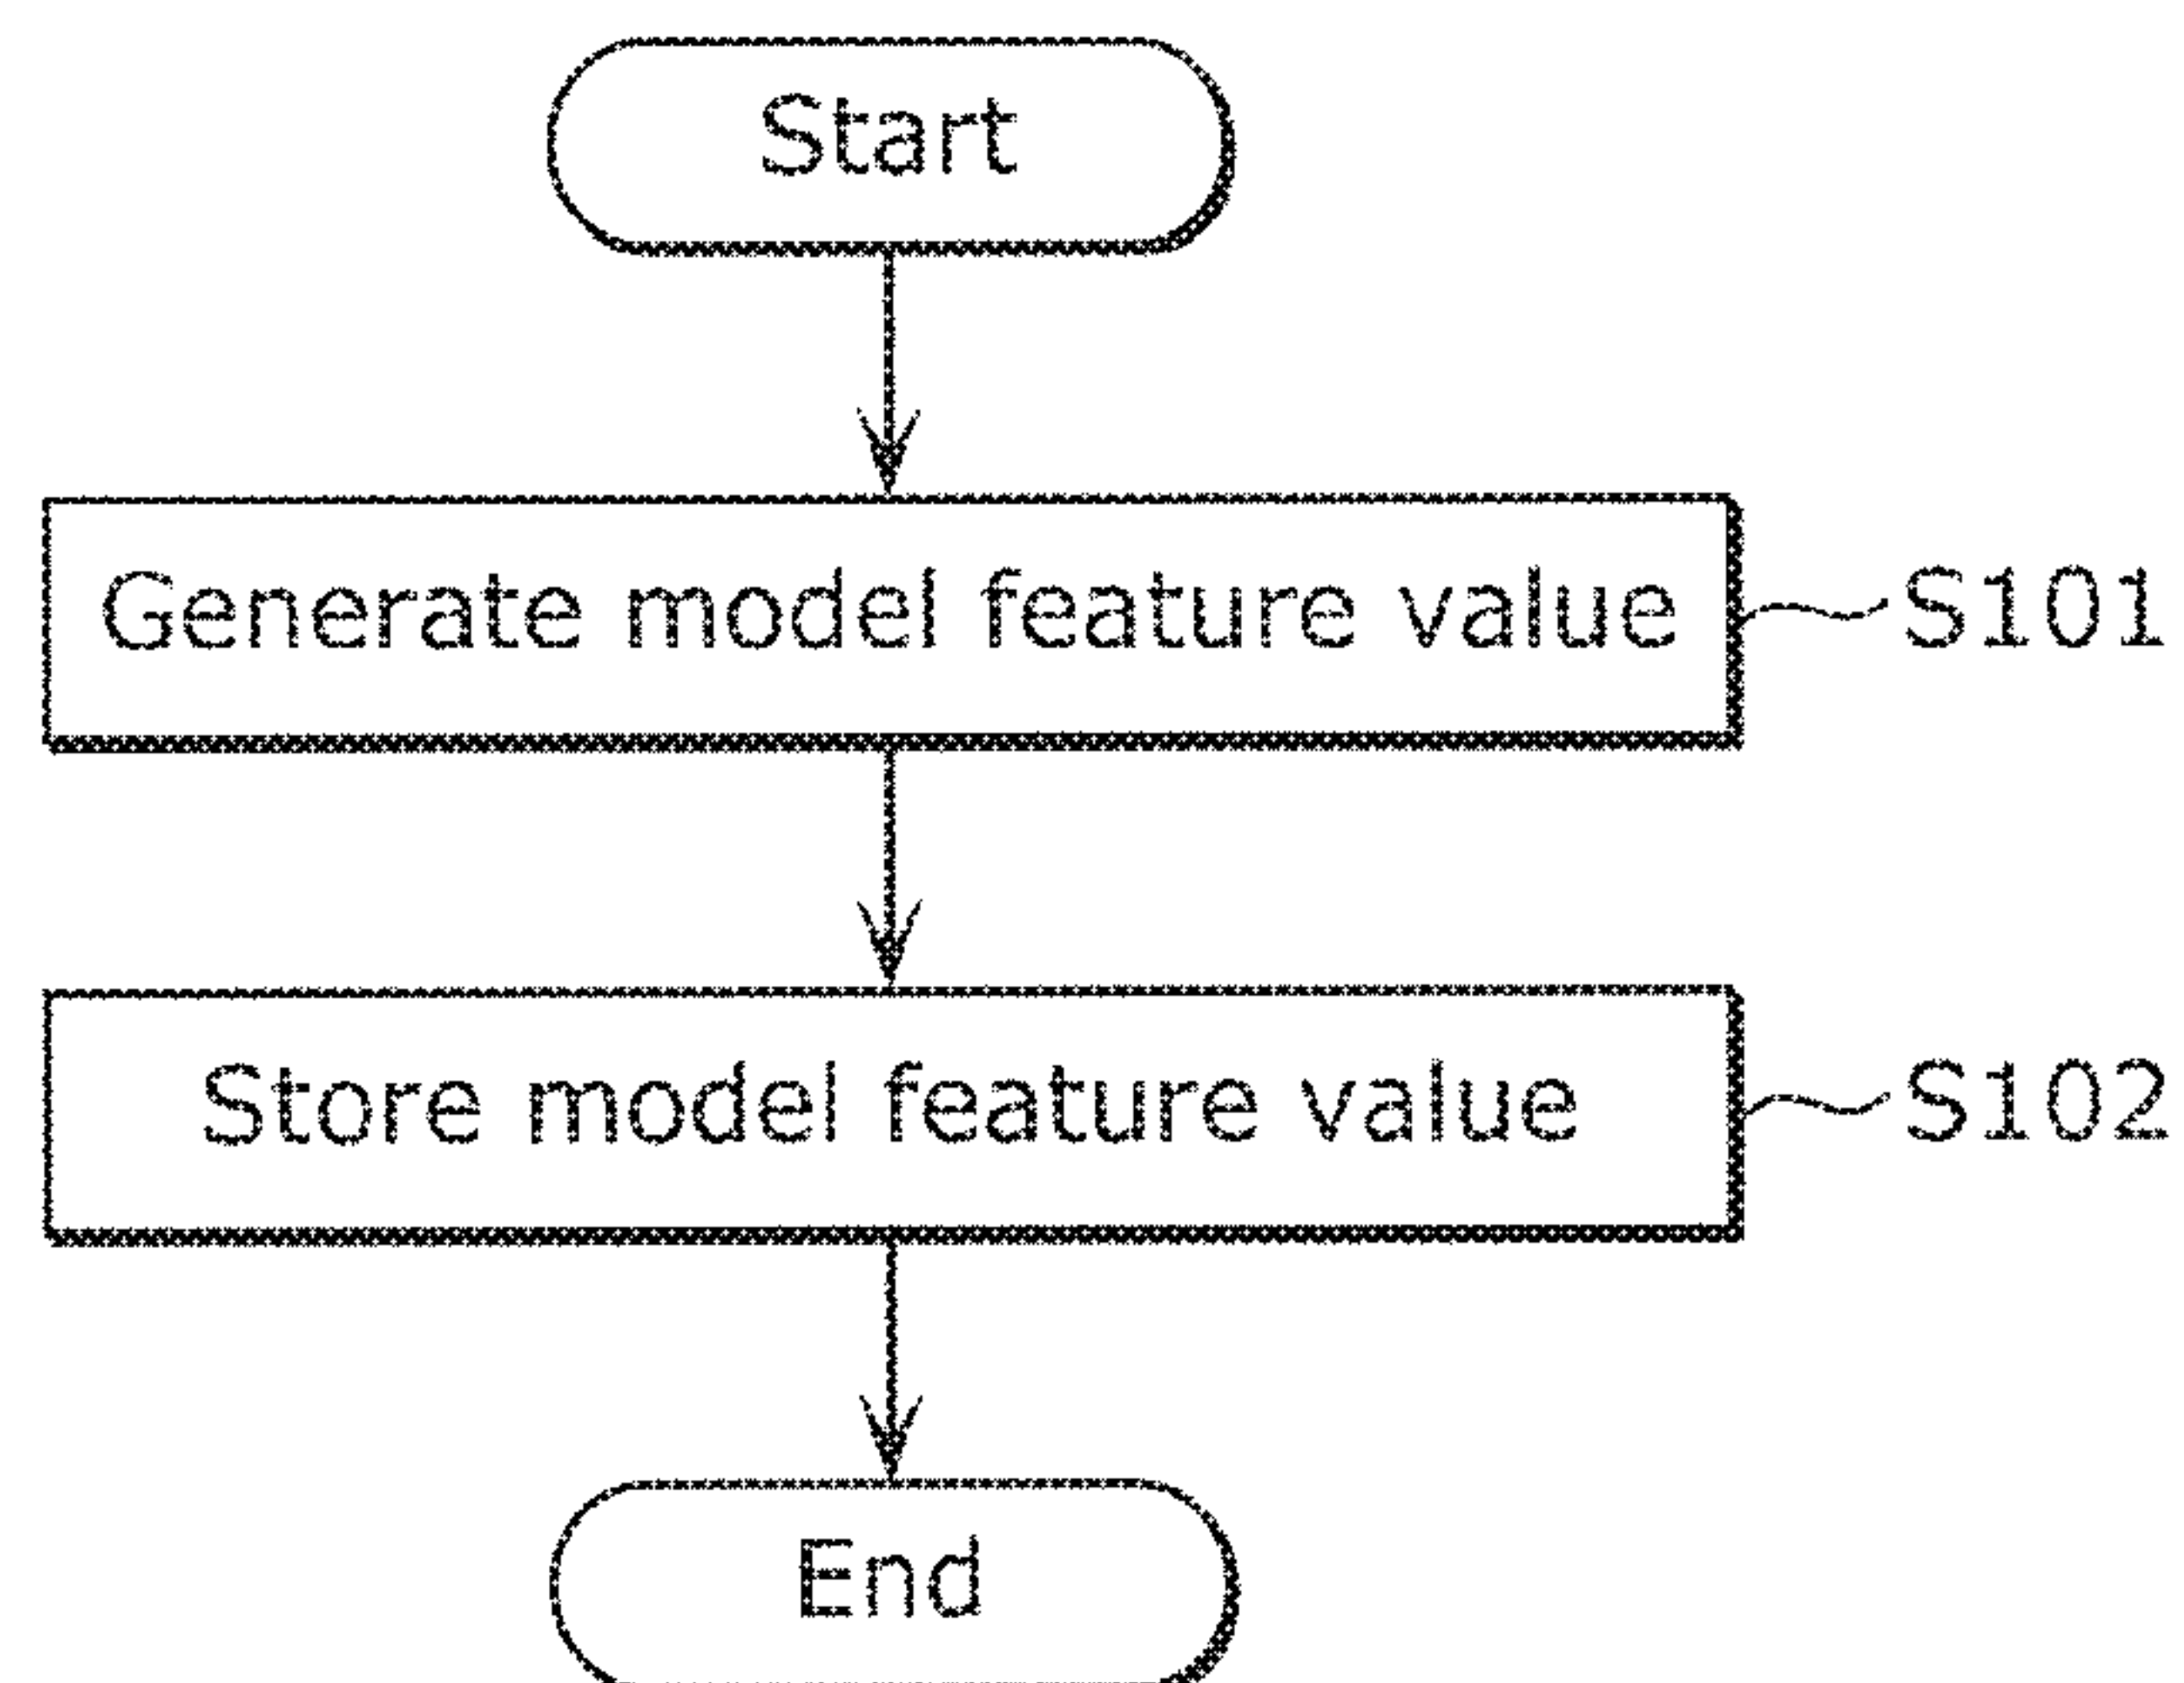 Start
Generate model feature value
S101
Store model feature value
S102
End